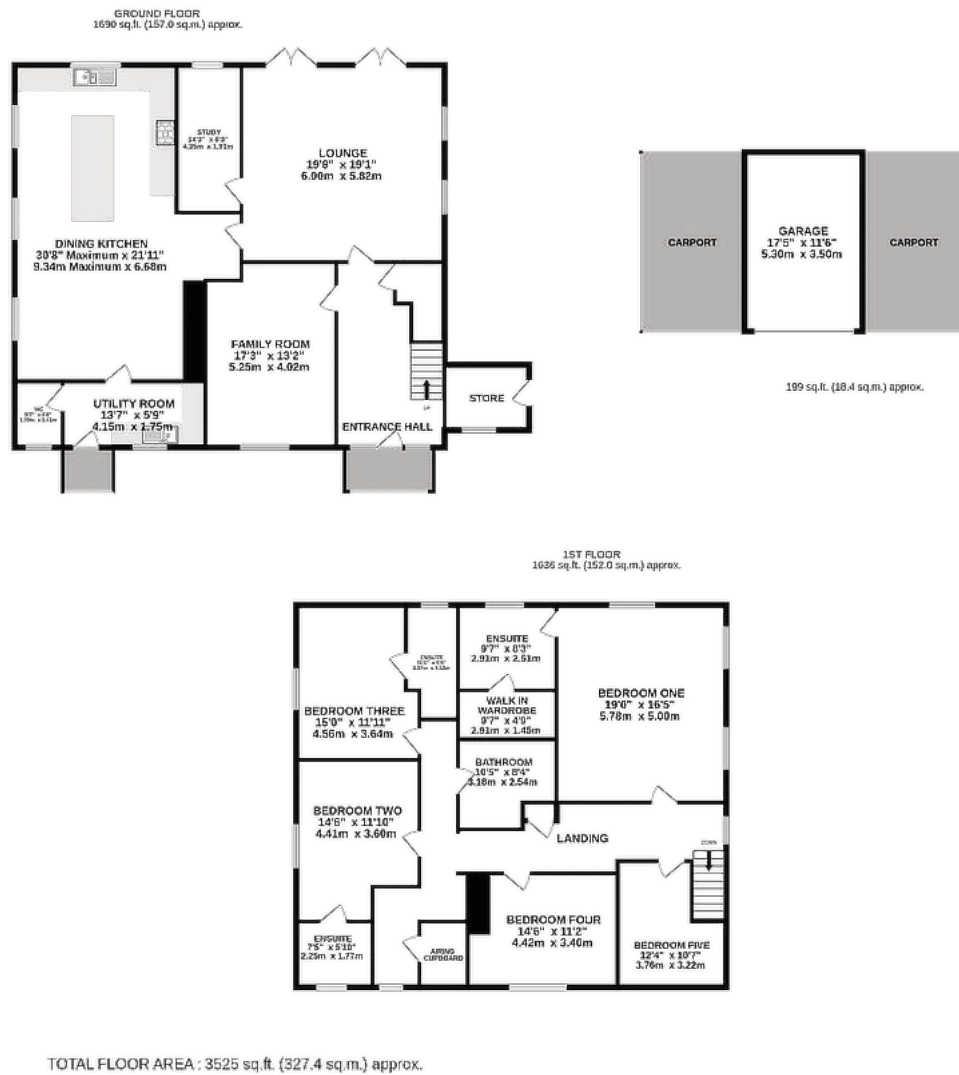 GROUND FLOOR
1690 sq.ft. (157.0 sq.m.) approx.
STUDY
LOUNGE
19'8" x 19'1"
6.00m x 5.82m
DINING KITCHEN
30'8" Maximum x 21'11"
9.34m Maximum x 6.68m
FAMILY ROOM
17'3" x 13'2"
5.25m x 4.02m
UTILITY ROOM
13'7" x 5'9"
4.15m x 1.75m
WC
UP
ENTRANCE HALL
STORE
CARPORT
GARAGE
17'5" x 11'6"
5.30m x 3.50m
CARPORT
199 sq.ft. (18.4 sq.m.) approx.
1ST FLOOR
1636 sq.ft. (152.0 sq.m.) approx.
ENSUITE
ENSUITE
9'7" x 8'3"
2.91m x 2.51m
BEDROOM ONE
19'0" x 16'5"
5.78m x 5.00m
WALK IN
WARDROBE
9'7" x 4'9"
2.91m x 1.45m
BEDROOM THREE
15'0" x 11'11"
4.56m x 3.64m
BATHROOM
10'5" x 8'4"
3.18m x 2.54m
BEDROOM TWO
14'6" x 11'10"
4.41m x 3.60m
LANDING
DOWN
BEDROOM FOUR
14'6" x 11'2"
4.42m x 3.40m
ENSUITE
7'5" x 5'10"
2.25m x 1.77m
AIRING
CUPBOARD
BEDROOM FIVE
12'4" x 10'7"
3.76m x 3.22m
TOTAL FLOOR AREA : 3525 sq.ft. (327.4 sq.m.) approx.